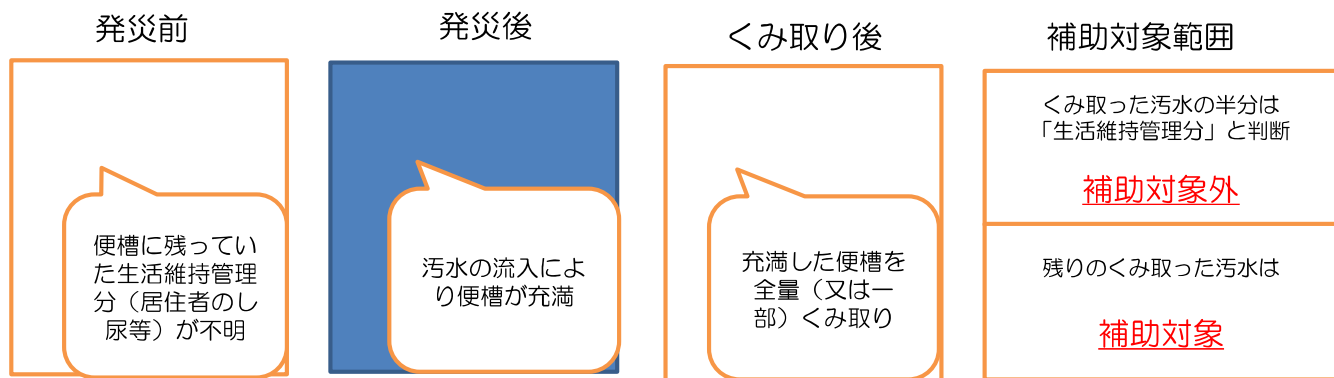 発災前
便槽に残ってい
た生活維持管理
分（居住者のし
尿等）が不明
発災後
汚水の流入によ
り便槽が充満
くみ取り後
充満した便槽を
全量（又は一
部）くみ取り
補助対象範囲
くみ取った汚水の半分は
「生活維持管理分」と判断
補助対象外
残りのくみ取った汚水は
補助対象